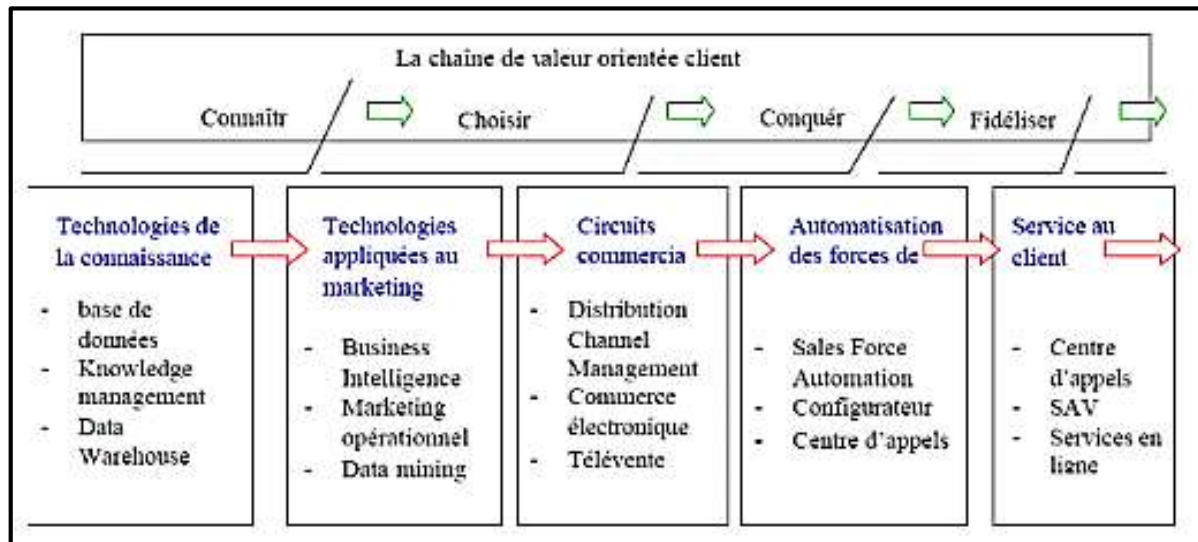 La chaîne de valeur orientée client
Connaîtr
Choisir
Conquér
Fidéliser
Technologies de
la connaissance
- base de
données
- Knowledge
management
- Data
Warehouse
Technologies
appliquées au
marketing
- Business
Intelligence
- Marketing
opérationnel
- Data mining
Circuits
commercia
- Distribution
Channel
Management
- Commerce
électronique
- Télévente
Automatisation
des forces de
- Sales Force
Automation
- Configurateur
- Centre d'appels
Service au
client
- Centre
d'appels
- SAV
- Services en
ligne